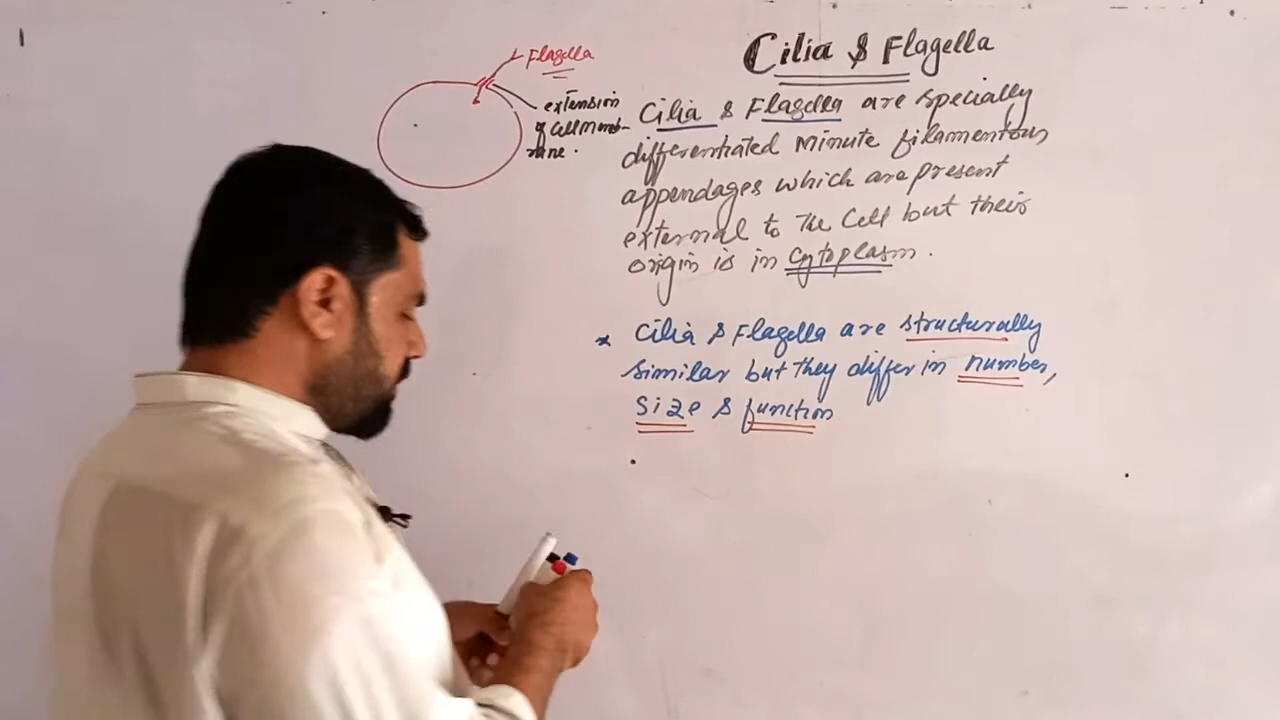 Cilia & Flagella
Flagella
extension
of cell memb-
rane.
Cilia & Flagella are specially
differentiated minute filamentous
appendages which are present
external to the cell but their
origin is in cytoplasm.
* Cilia & Flagella are structurally
similar but they differ in number,
size & function